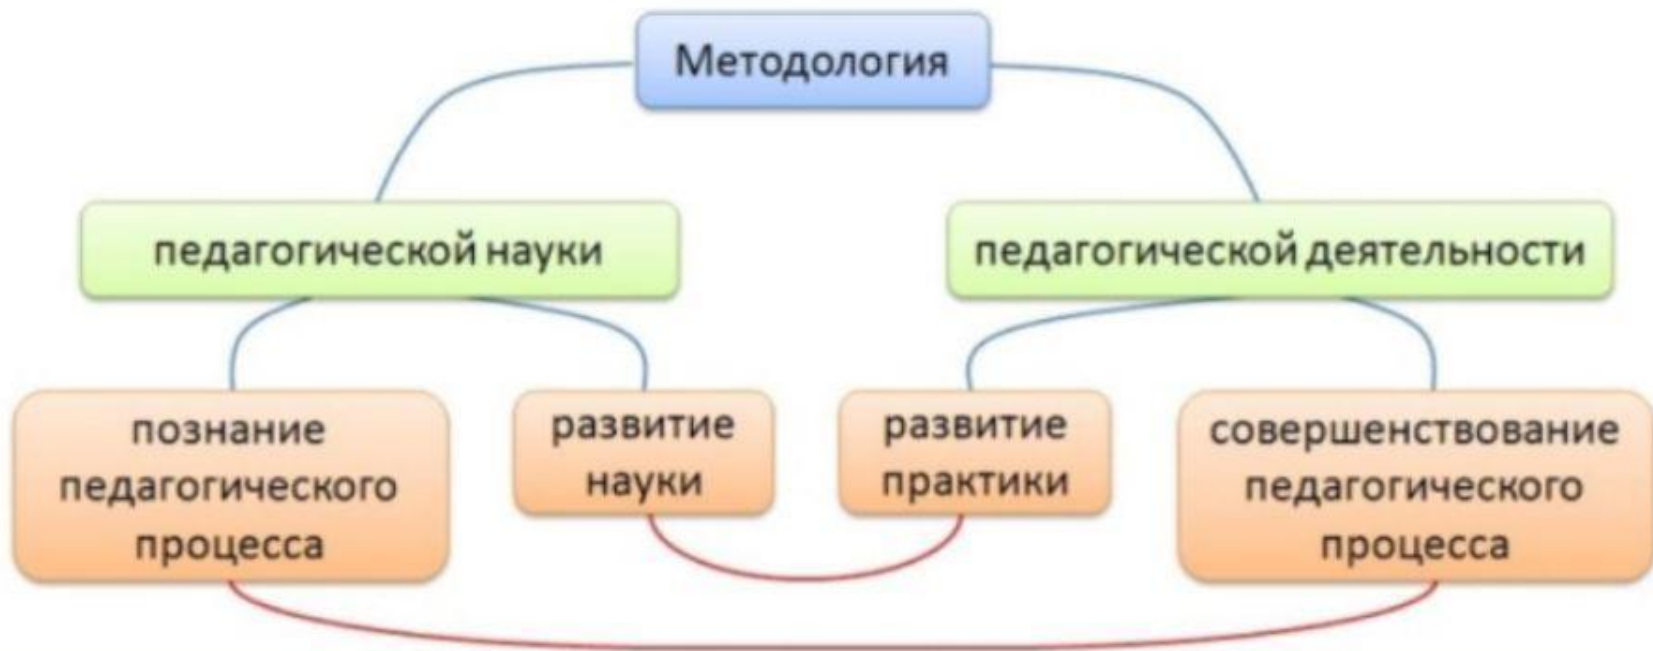 Методология
педагогической науки
педагогической деятельности
познание
педагогического
процесса
развитие
науки
развитие
практики
совершенствование
педагогического
процесса